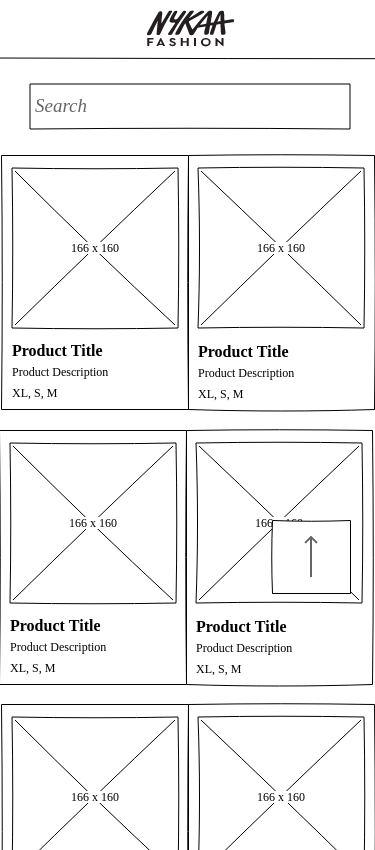 NYKAA
FASHION
Search
166 x 160
166 x 160
Product Title
Product Description
XL, S, M
Product Title
Product Description
XL, S, M
166 x 160
166
Product Title
Product Description
XL, S, M
Product Title
Product Description
XL, S, M
166 x 160
166 x 160